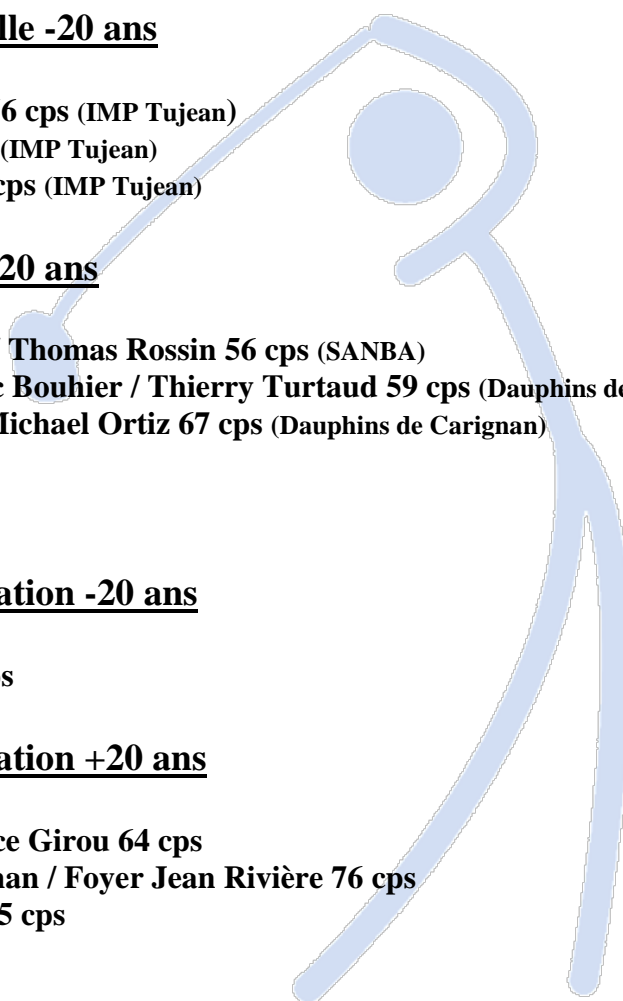 lle -20 ans
6 cps (IMP Tujean)
(IMP Tujean)
cps (IMP Tujean)
20 ans
/ Thomas Rossin 56 cps (SANBA)
c Bouhier / Thierry Turtaud 59 cps (Dauphins de
Michael Ortiz 67 cps (Dauphins de Carignan)
ation -20 ans
ps
ation +20 ans
ce Girou 64 cps
nan / Foyer Jean Rivière 76 cps
5 cps